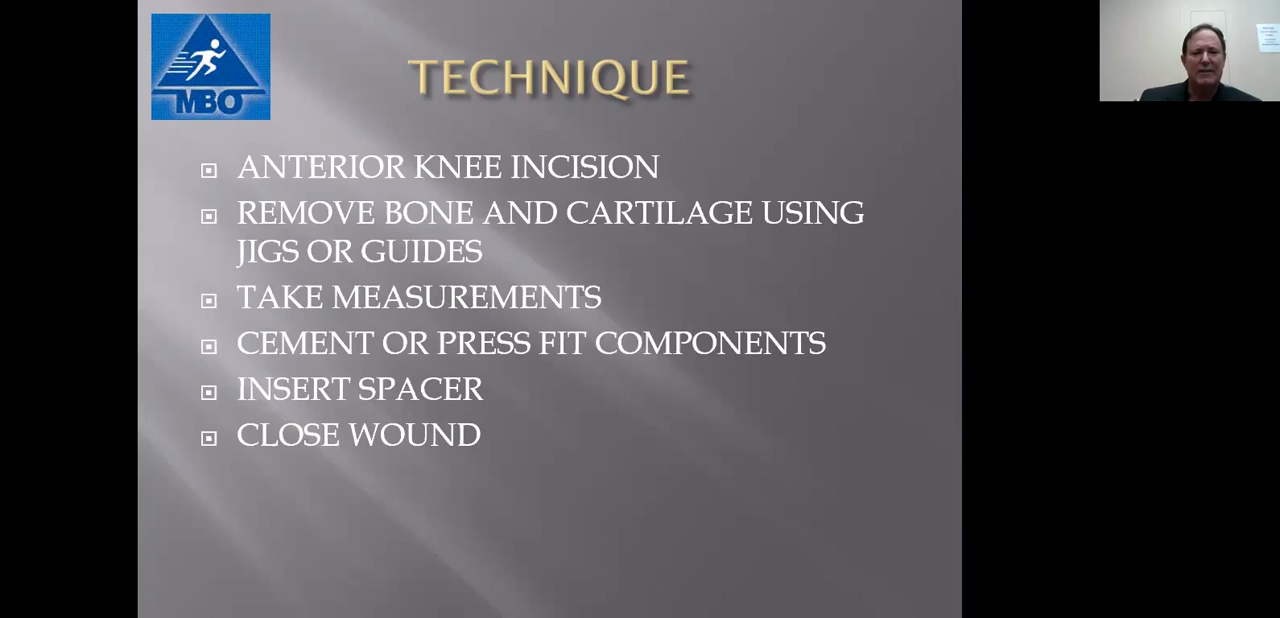 MBO
TECHNIQUE
ANTERIOR KNEE INCISION
REMOVE BONE AND CARTILAGE USING
JIGS OR GUIDES
TAKE MEASUREMENTS
CEMENT OR PRESS FIT COMPONENTS
INSERT SPACER
CLOSE WOUND